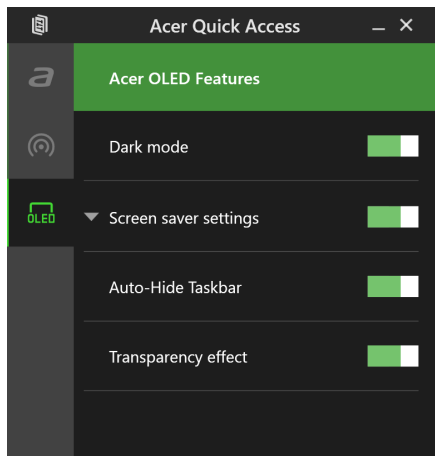 Acer Quick Access
Acer OLED Features
Dark mode
OLED
Screen saver settings
Auto-Hide Taskbar
Transparency effect